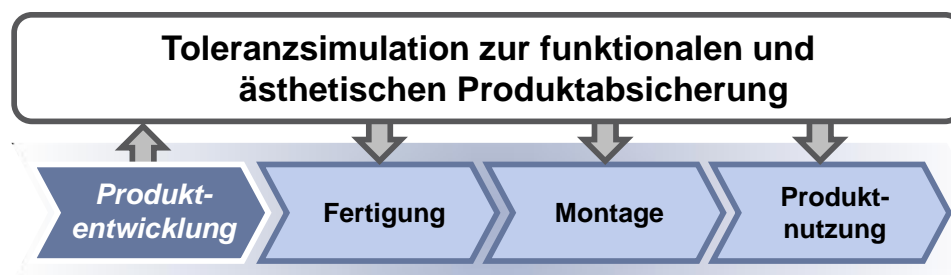 Toleranzsimulation zur funktionalen und
ästhetischen Produktabsicherung
Produkt-
entwicklung
Fertigung
Montage
Produkt-
nutzung